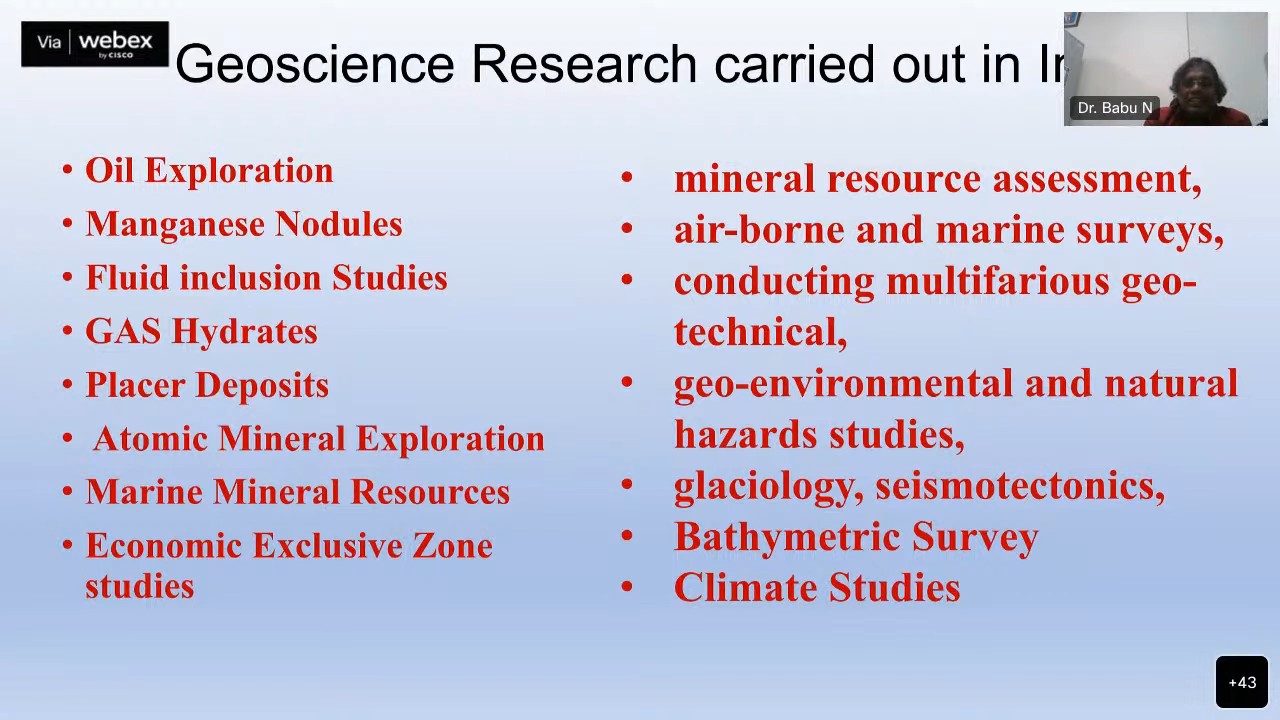 Via webex
by CISCO
Geoscience Research carried out in
Dr. Babu N
• Oil Exploration
• Manganese Nodules
• Fluid inclusion Studies
• GAS Hydrates
• Placer Deposits
• Atomic Mineral Exploration
• Marine Mineral Resources
• Economic Exclusive Zone
studies
• mineral resource assessment,
• air-borne and marine surveys,
• conducting multifarious geo-
technical,
• geo-environmental and natural
hazards studies,
• glaciology, seismotectonics,
• Bathymetric Survey
• Climate Studies
+43